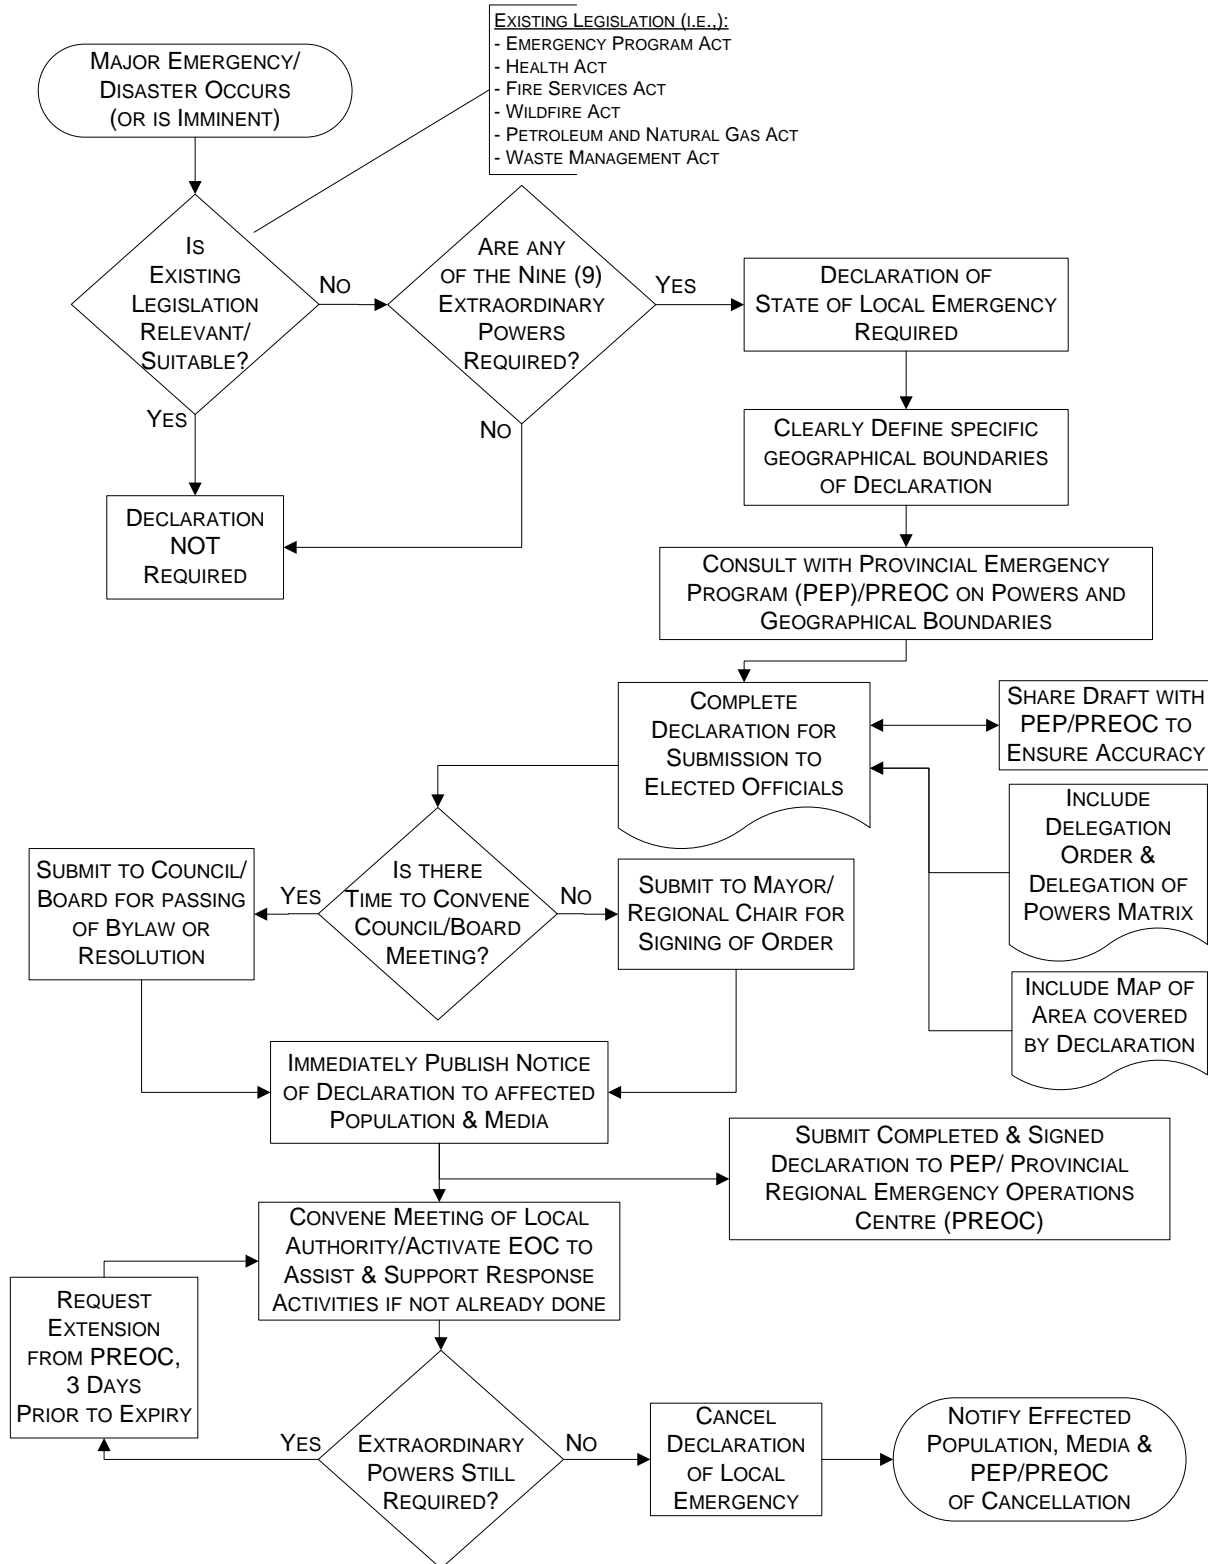 EXISTING LEGISLATION (I.E.,):
- EMERGENCY PROGRAM ACT
- HEALTH ACT
- FIRE SERVICES ACT
- WILDFIRE ACT
- PETROLEUM AND NATURAL GAS ACT
- WASTE MANAGEMENT ACT
MAJOR EMERGENCY/
DISASTER OCCURS
(OR IS IMMINENT)
IS
EXISTING
LEGISLATION
RELEVANT/
SUITABLE?
NO
YES
ARE ANY
OF THE NINE (9)
EXTRAORDINARY
POWERS
REQUIRED?
YES
NO
DECLARATION OF
STATE OF LOCAL EMERGENCY
REQUIRED
CLEARLY DEFINE SPECIFIC
GEOGRAPHICAL BOUNDARIES
OF DECLARATION
DECLARATION
NOT
REQUIRED
CONSULT WITH PROVINCIAL EMERGENCY
PROGRAM (PEP)/PREOC ON POWERS AND
GEOGRAPHICAL BOUNDARIES
COMPLETE
DECLARATION FOR
SUBMISSION TO
ELECTED OFFICIALS
SHARE DRAFT WITH
PEP/PREOC TO
ENSURE ACCURACY
INCLUDE
DELEGATION
ORDER &
DELEGATION OF
POWERS MATRIX
INCLUDE MAP OF
AREA COVERED
BY DECLARATION
IS THERE
TIME TO CONVENE
COUNCIL/BOARD
MEETING?
YES
NO
SUBMIT TO COUNCIL/
BOARD FOR PASSING
OF BYLAW OR
RESOLUTION
SUBMIT TO MAYOR/
REGIONAL CHAIR FOR
SIGNING OF ORDER
IMMEDIATELY PUBLISH NOTICE
OF DECLARATION TO AFFECTED
POPULATION & MEDIA
SUBMIT COMPLETED & SIGNED
DECLARATION TO PEP/ PROVINCIAL
REGIONAL EMERGENCY OPERATIONS
CENTRE (PREOC)
CONVENE MEETING OF LOCAL
AUTHORITY/ACTIVATE EOC TO
ASSIST & SUPPORT RESPONSE
ACTIVITIES IF NOT ALREADY DONE
REQUEST
EXTENSION
FROM PREOC,
3 DAYS
PRIOR TO EXPIRY
YES
EXTRAORDINARY
POWERS STILL
REQUIRED?
NO
CANCEL
DECLARATION
OF LOCAL
EMERGENCY
NOTIFY EFFECTED
POPULATION, MEDIA &
PEP/PREOC
OF CANCELLATION